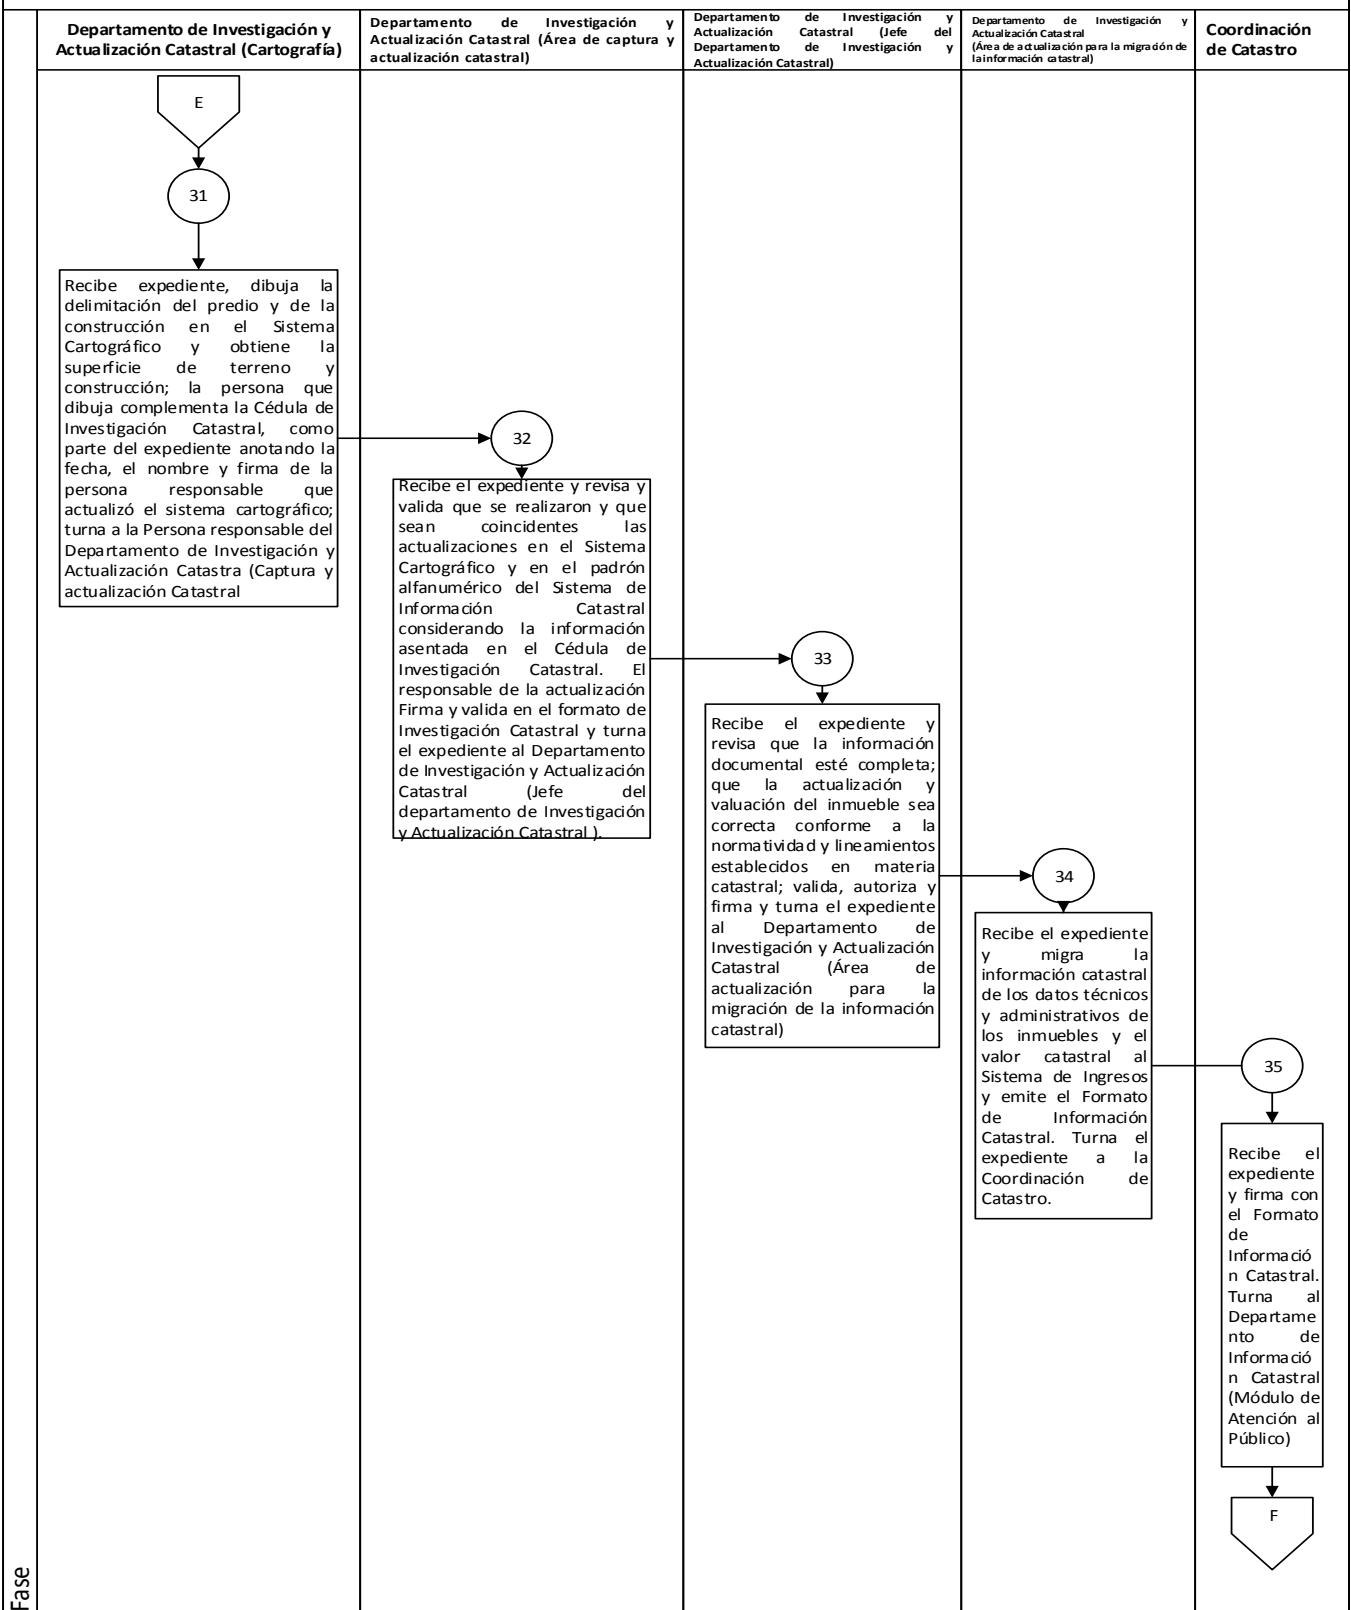 Departamento de Investigación y
Actualización Catastral (Cartografía)
Departamento de Investigación y
Actualización Catastral (Área de captura y
actualización catastral)
Departamento de Investigación y
Actualización Catastral (Jefe del
Departamento de Investigación y
Actualización Catastral)
Departamento de Investigación y
Actualización Catastral
(Área de actualización para la migración de
la información catastral)
Coordinación
de Catastro
E
31
Recibe expediente, dibuja la
delimitación del predio y de la
construcción en el Sistema
Cartográfico y obtiene la
superficie de terreno y
construcción; la persona que
dibuja complementa la Cédula de
Investigación Catastral, como
parte del expediente anotando la
fecha, el nombre y firma de la
persona responsable que
actualizó el sistema cartográfico;
turna a la Persona responsable del
Departamento de Investigación y
Actualización Catastra (Captura y
actualización Catastral
32
Recibe el expediente y revisa y
valida que se realizaron y que
sean coincidentes las
actualizaciones en el Sistema
Cartográfico y en el padrón
alfanumérico del Sistema de
Información Catastral
considerando la información
asentada en el Cédula de
Investigación Catastral. El
responsable de la actualización
Firma y valida en el formato de
Investigación Catastral y turna
el expediente al Departamento
de Investigación y Actualización
Catastral (Jefe del
departamento de Investigación
y Actualización Catastral ).
33
Recibe el expediente y
revisa que la información
documental esté completa;
que la actualización y
valuación del inmueble sea
correcta conforme a la
normatividad y lineamientos
establecidos en materia
catastral; valida, autoriza y
firma y turna el expediente
al Departamento de
Investigación y Actualización
Catastral (Área de
actualización para la
migración de la información
catastral)
34
Recibe el expediente
y migra la
información catastral
de los datos técnicos
y administrativos de
los inmuebles y el
valor catastral al
Sistema de Ingresos
y emite el Formato
de Información
Catastral. Turna el
expediente a la
Coordinación de
Catastro.
35
Recibe el
expediente
y firma con
el Formato
de
Informació
n Catastral.
Turna al
Departame
nto de
Informació
n Catastral
(Módulo de
Atención al
Público)
F
Fase